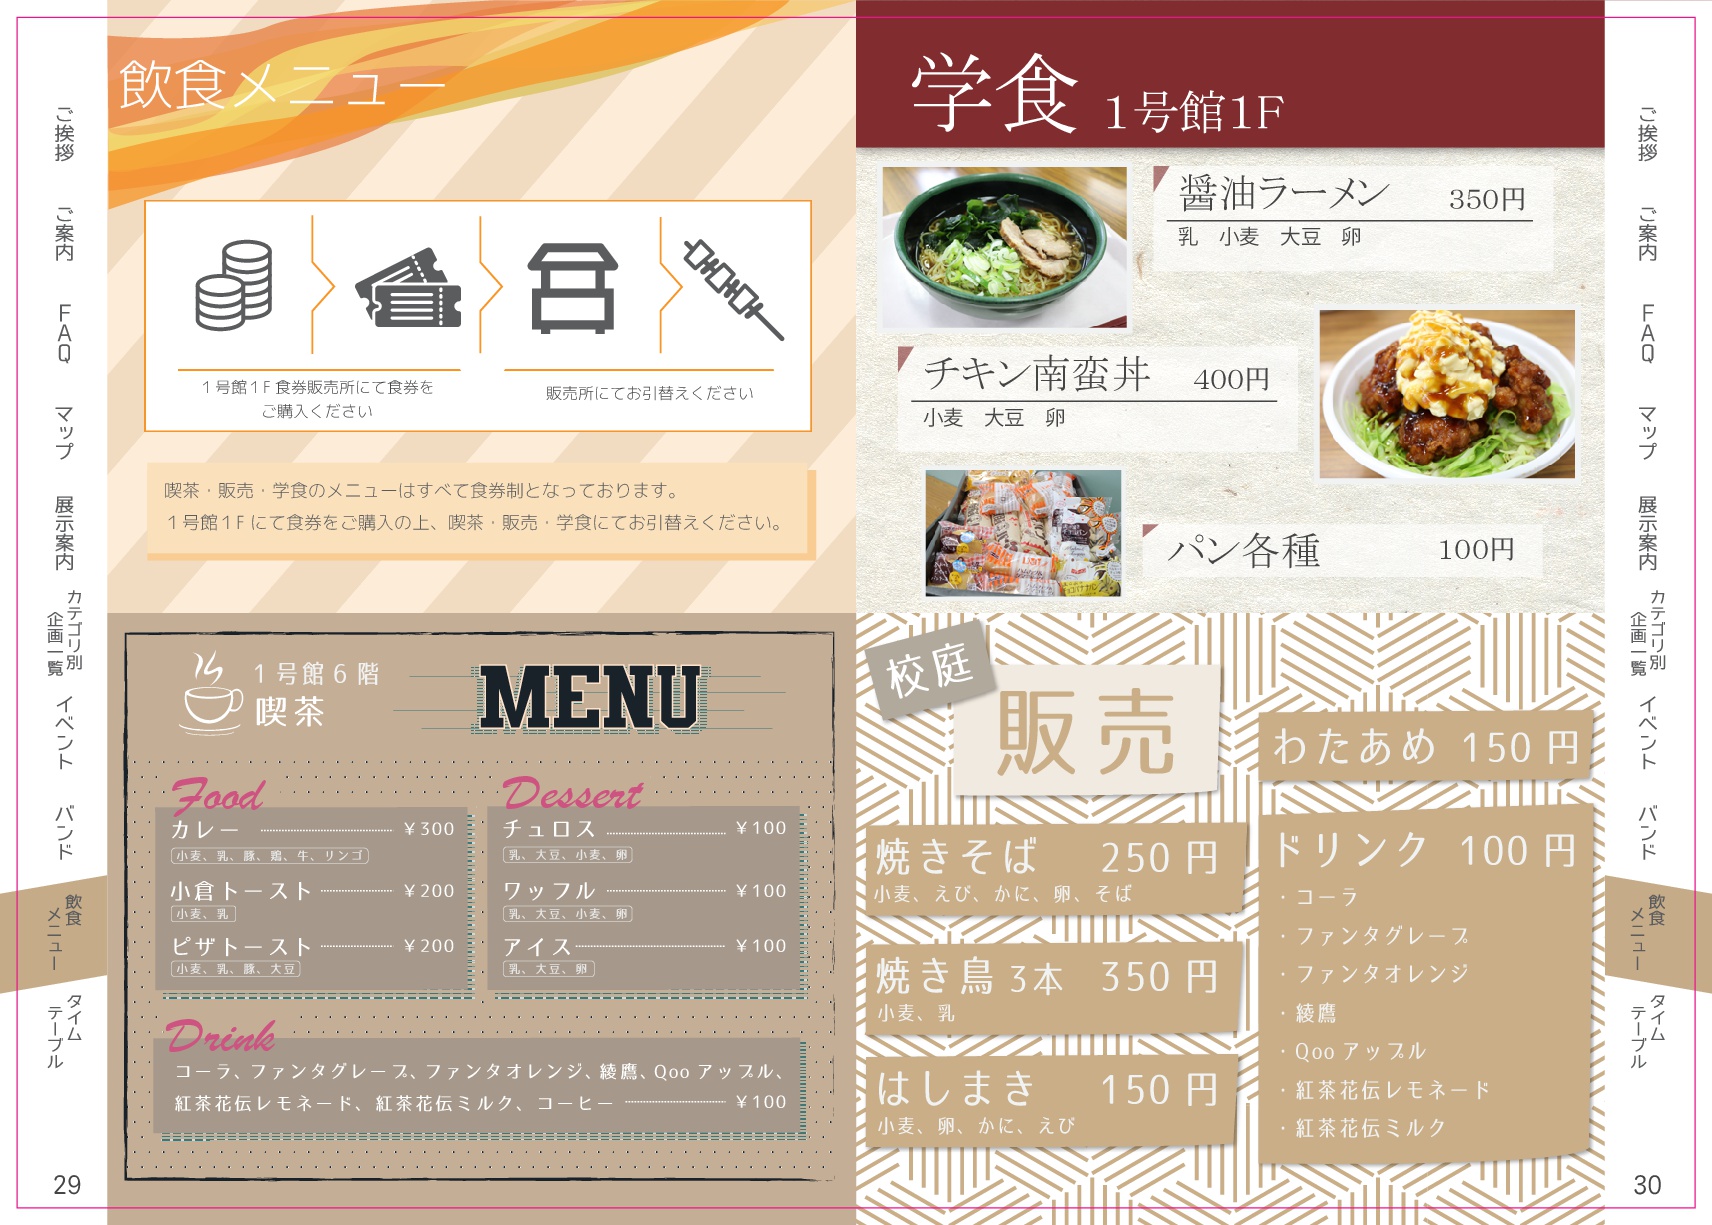 ご挨拶
ご案内
FAQ
マップ
展示案内
カテゴリ別
企画一覧
イベント
バンド
飲食
メニュー
タイム
テーブル
29
飲食メニュー
1号館1F食券販売所にて食券を
ご購入ください
販売所にてお引替えください
喫茶・販売・学食のメニューはすべて食券制となっております。
1号館1Fにて食券をご購入の上、喫茶・販売・学食にてお引替えください。
1号館6階
喫茶
MENU
Food
カレー ¥300
小麦、乳、豚、鶏、牛、リンゴ
小倉トースト ¥200
小麦、乳
ピザトースト ¥200
小麦、乳、豚、大豆
Dessert
チュロス ¥100
乳、大豆、小麦、卵
ワッフル ¥100
乳、大豆、小麦、卵
アイス ¥100
乳、大豆、卵
Drink
コーラ、ファンタグレープ、ファンタオレンジ、綾鷹、Qoo アップル、
紅茶花伝レモネード、紅茶花伝ミルク、コーヒー ¥100
学食 1号館1F
醤油ラーメン 350円
乳 小麦 大豆 卵
チキン南蛮丼 400円
小麦 大豆 卵
パン各種 100円
校庭
販売
焼きそば 250円
小麦、えび、かに、卵、そば
焼き鳥 3本 350円
小麦、乳
はしまき 150円
小麦、卵、かに、えび
わたあめ 150円
ドリンク 100円
・コーラ
・ファンタグレープ
・ファンタオレンジ
・綾鷹
・Qoo アップル
・紅茶花伝レモネード
・紅茶花伝ミルク
ご挨拶
ご案内
FAQ
マップ
展示案内
カテゴリ別
企画一覧
イベント
バンド
飲食
メニュー
タイム
テーブル
30